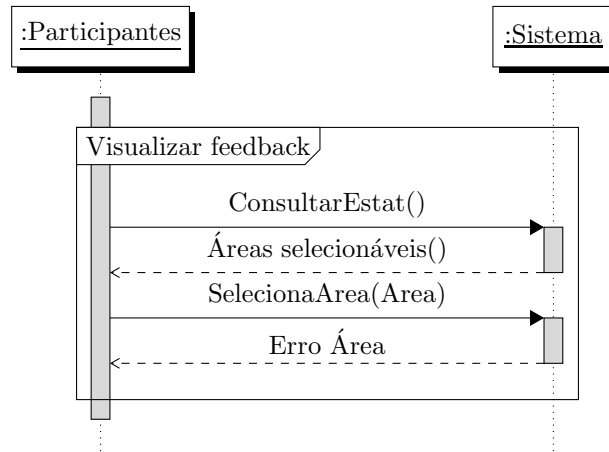 :Participantes
:Sistema
Visualizar feedback
ConsultarEstat()
Áreas selecionáveis()
SelecionaArea(Area)
Erro Área